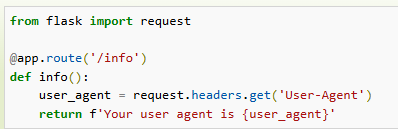 from flask import request
@app.route('/info')
def info():
    user_agent = request.headers.get('User-Agent')
    return f'Your user agent is {user_agent}'